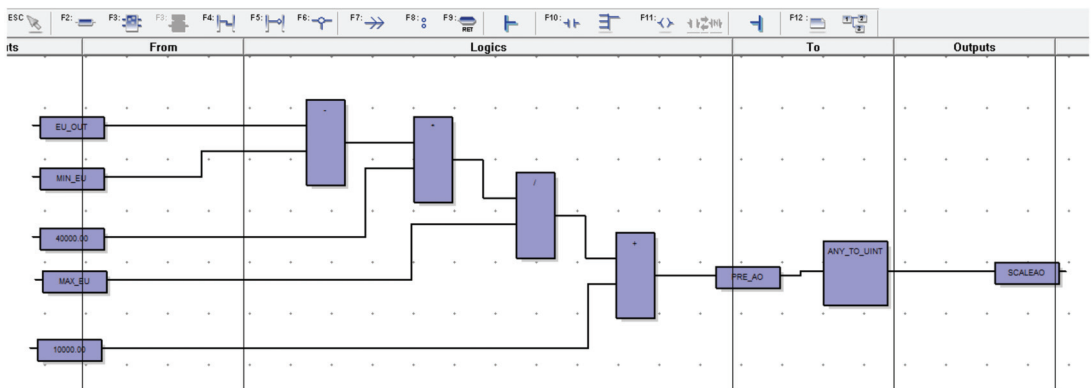 ESC F2: F3: F3: F4: F5: F6: F7: F8: F9: RET F10: F11: F12:
uts From Logics To Outputs
EU_OUT
-
MIN_EU
*
/
40000.00
+
MAX_EU
PRE_AO
ANY_TO_UINT
SCALEAO
10000.00